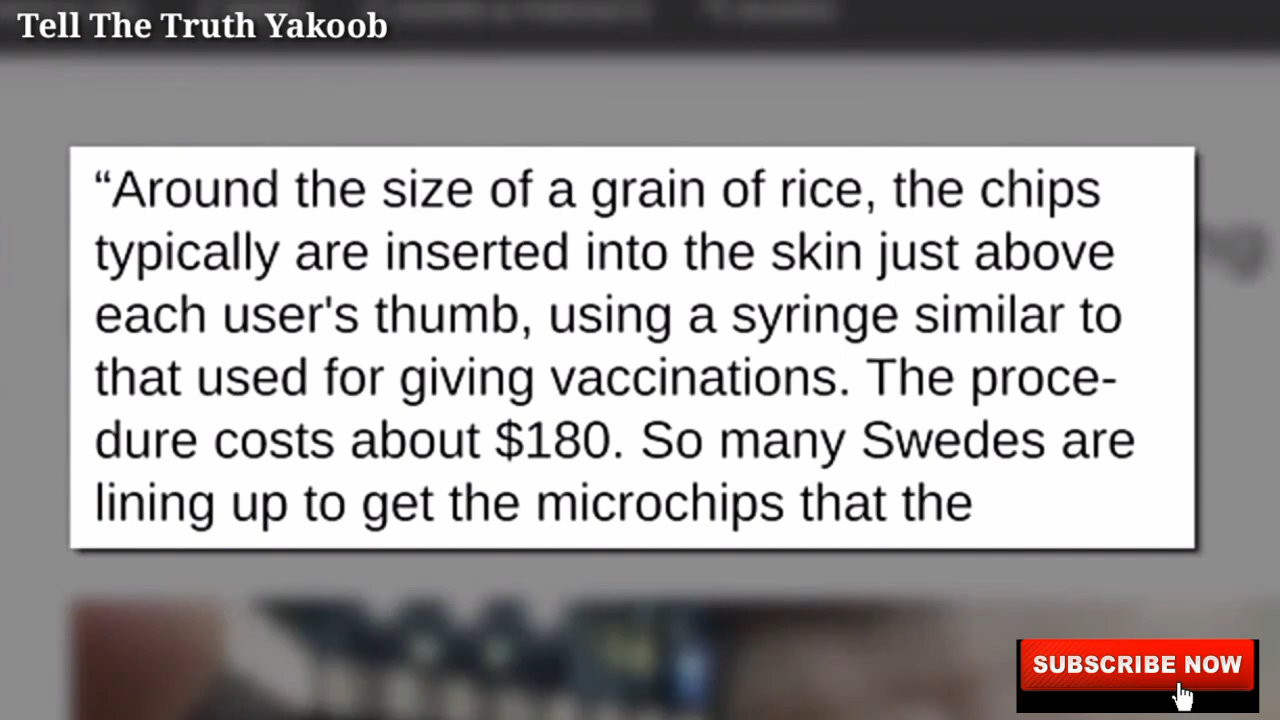 Tell The Truth Yakoob
“Around the size of a grain of rice, the chips
typically are inserted into the skin just above
each user's thumb, using a syringe similar to
that used for giving vaccinations. The proce-
dure costs about $180. So many Swedes are
lining up to get the microchips that the
SUBSCRIBE NOW